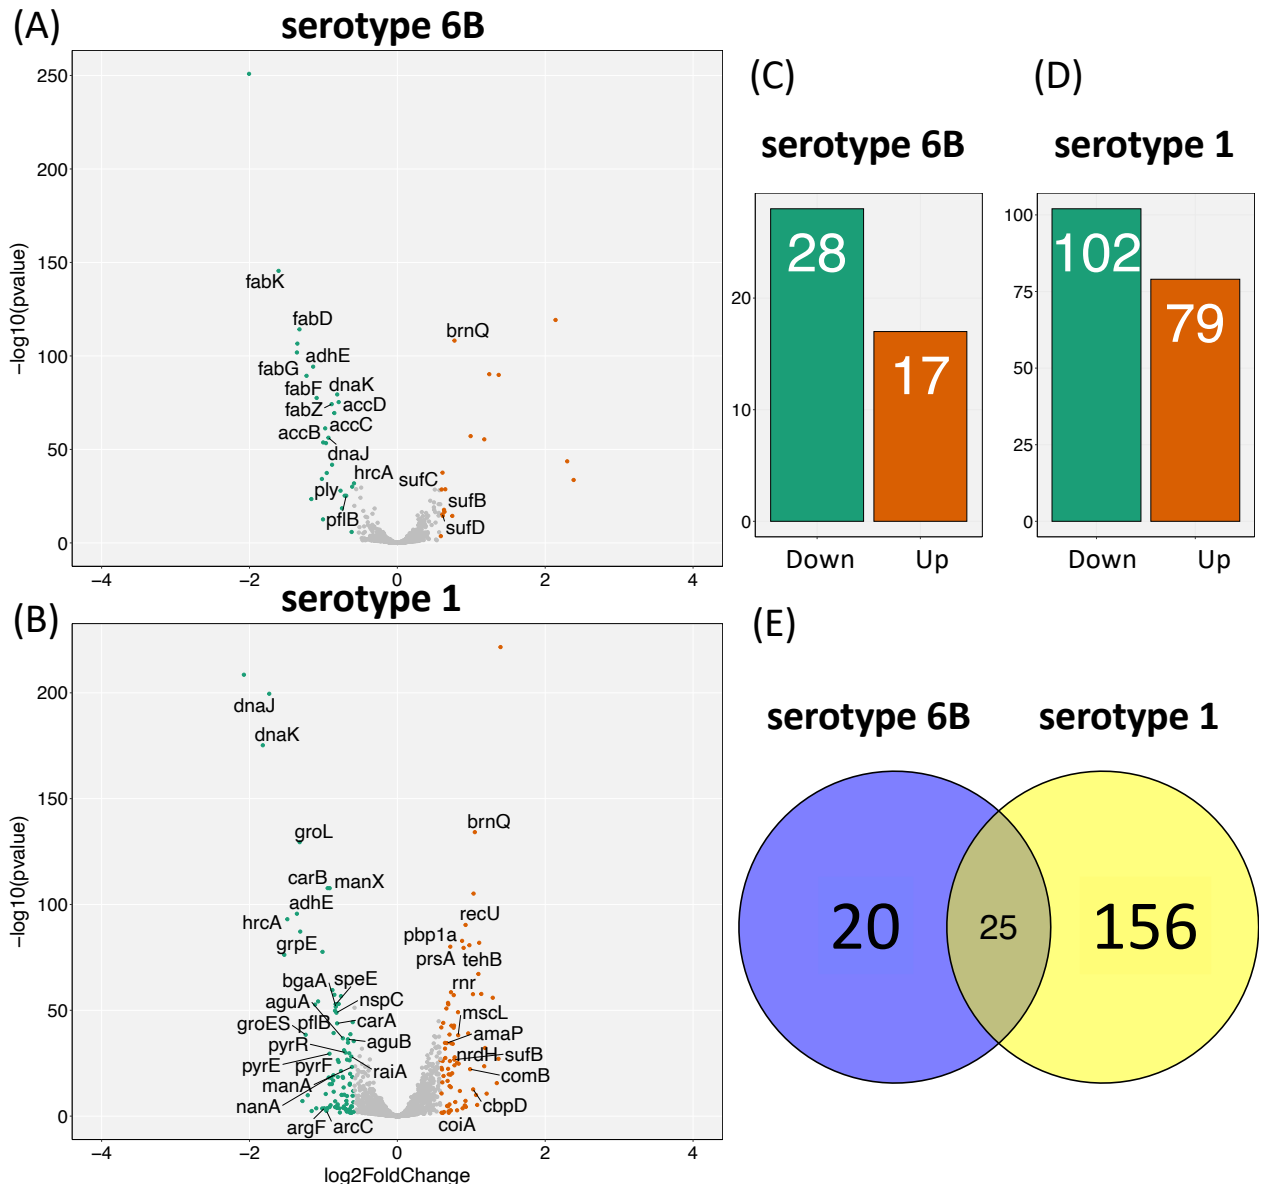 (A)
serotype 6B
250
200
150
100
50
0
−log10(pvalue)
fabK
fabD
adhE
fabG
fabF
dnaK
fabZ
accD
accC
accB
dnaJ
hrcA
ply
pflB
brnQ
sufC
sufB
sufD
−4
−2
0
2
4
(B)
serotype 1
200
150
100
50
0
−log10(pvalue)
dnaJ
dnaK
groL
carB
manX
adhE
hrcA
grpE
bgaA
speE
aguA
nspC
groES
pflB
carA
pyrR
aguB
pyrE
pyrF
raiA
manA
nanA
argF
arcC
brnQ
recU
pbp1a
prsA
tehB
rnr
mscL
amaP
nrdH
sufB
comB
cbpD
coiA
−4
−2
0
2
4
log2FoldChange
(C)
serotype 6B
20
10
0
28
17
Down
Up
(D)
serotype 1
100
75
50
25
0
102
79
Down
Up
(E)
serotype 6B
serotype 1
20
25
156